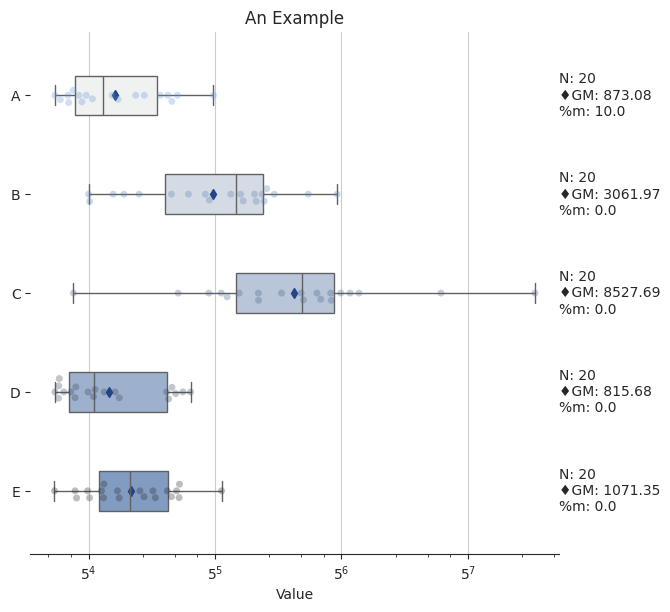 An Example
A
N: 20
♦GM: 873.08
%m: 10.0
B
N: 20
♦GM: 3061.97
%m: 0.0
C
N: 20
♦GM: 8527.69
%m: 0.0
D
N: 20
♦GM: 815.68
%m: 0.0
E
N: 20
♦GM: 1071.35
%m: 0.0
5⁴ 5⁵ 5⁶ 5⁷
Value